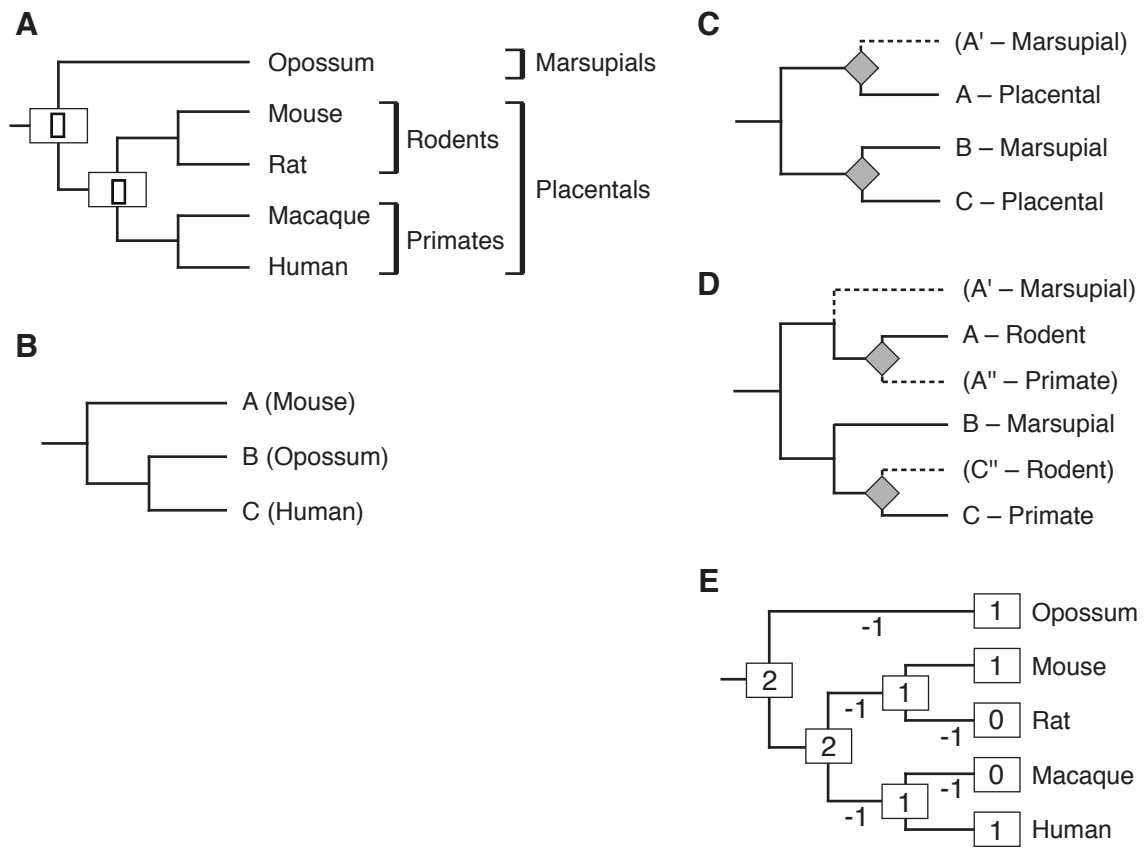 A
Opossum
Marsupials
Mouse
Rat
Rodents
Placentals
Macaque
Human
Primates
B
A (Mouse)
B (Opossum)
C (Human)
C
(A' – Marsupial)
A – Placental
B – Marsupial
C – Placental
D
(A' – Marsupial)
A – Rodent
(A" – Primate)
B – Marsupial
(C" – Rodent)
C – Primate
E
1 Opossum
-1
2
1 Mouse
1
-1
0 Rat
-1
2
0 Macaque
-1
1
-1
1 Human